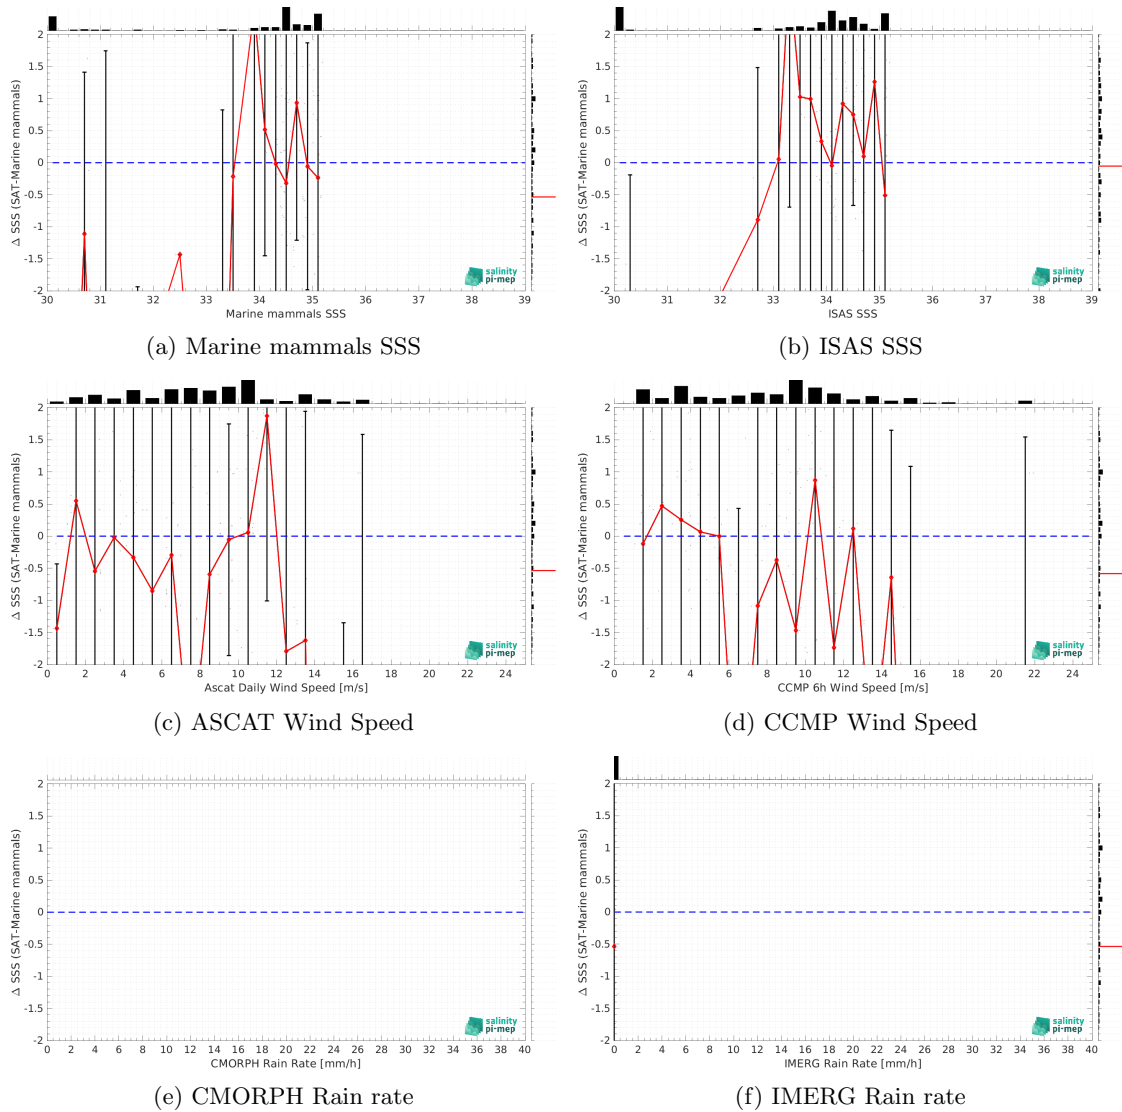 2
1.5
1
0.5
0
-0.5
-1
-1.5
-2
Δ SSS (SAT-Marine mammals)
30 31 32 33 34 35 36 37 38 39
Marine mammals SSS
salinity
pi-mep
(a) Marine mammals SSS
2
1.5
1
0.5
0
-0.5
-1
-1.5
-2
Δ SSS (SAT-Marine mammals)
30 31 32 33 34 35 36 37 38 39
ISAS SSS
salinity
pi-mep
(b) ISAS SSS
2
1.5
1
0.5
0
-0.5
-1
-1.5
-2
Δ SSS (SAT-Marine mammals)
0 2 4 6 8 10 12 14 16 18 20 22 24
Ascat Daily Wind Speed [m/s]
salinity
pi-mep
(c) ASCAT Wind Speed
2
1.5
1
0.5
0
-0.5
-1
-1.5
-2
Δ SSS (SAT-Marine mammals)
0 2 4 6 8 10 12 14 16 18 20 22 24
CCMP 6h Wind Speed [m/s]
salinity
pi-mep
(d) CCMP Wind Speed
2
1.5
1
0.5
0
-0.5
-1
-1.5
-2
Δ SSS (SAT-Marine mammals)
0 2 4 6 8 10 12 14 16 18 20 22 24 26 28 30 32 34 36 38 40
CMORPH Rain Rate [mm/h]
salinity
pi-mep
(e) CMORPH Rain rate
2
1.5
1
0.5
0
-0.5
-1
-1.5
-2
Δ SSS (SAT-Marine mammals)
0 2 4 6 8 10 12 14 16 18 20 22 24 26 28 30 32 34 36 38 40
IMERG Rain Rate [mm/h]
salinity
pi-mep
(f) IMERG Rain rate